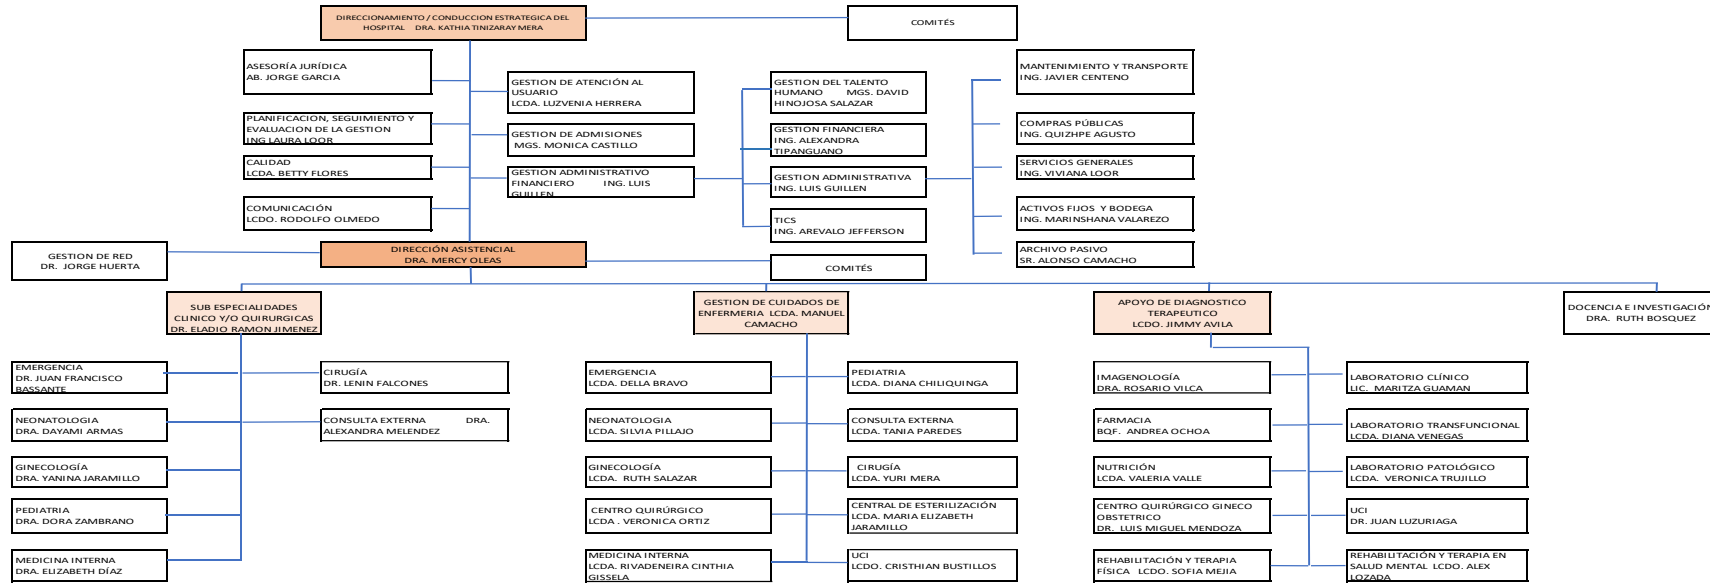 DIRECCIONAMIENTO / CONDUCCION ESTRATEGICA DEL
HOSPITAL DRA. KATHIA TINIZARAY MERA
COMITÉS
ASESORÍA JURÍDICA
AB. JORGE GARCIA
PLANIFICACION, SEGUIMIENTO Y
EVALUACION DE LA GESTION
ING LAURA LOOR
CALIDAD
LCDA. BETTY FLORES
COMUNICACIÓN
LCDO. RODOLFO OLMEDO
GESTION DE ATENCIÓN AL
USUARIO
LCDA. LUZVENIA HERRERA
GESTION DE ADMISIONES
MGS. MONICA CASTILLO
GESTION ADMINISTRATIVO
FINANCIERO ING. LUIS
GUILLEN
GESTION DEL TALENTO
HUMANO MGS. DAVID
HINOJOSA SALAZAR
GESTION FINANCIERA
ING. ALEXANDRA
TIPANGUANO
GESTION ADMINISTRATIVA
ING. LUIS GUILLEN
TICS
ING. AREVALO JEFFERSON
MANTENIMIENTO Y TRANSPORTE
ING. JAVIER CENTENO
COMPRAS PÚBLICAS
ING. QUIZHPE AGUSTO
SERVICIOS GENERALES
ING. VIVIANA LOOR
ACTIVOS FIJOS Y BODEGA
ING. MARINSHANA VALAREZO
ARCHIVO PASIVO
SR. ALONSO CAMACHO
GESTION DE RED
DR. JORGE HUERTA
DIRECCIÓN ASISTENCIAL
DRA. MERCY OLEAS
COMITÉS
SUB ESPECIALIDADES
CLINICO Y/O QUIRURGICAS
DR. ELADIO RAMON JIMENEZ
GESTION DE CUIDADOS DE
ENFERMERIA LCDA. MANUEL
CAMACHO
APOYO DE DIAGNOSTICO
TERAPEUTICO
LCDO. JIMMY AVILA
DOCENCIA E INVESTIGACIÓN
DRA. RUTH BOSQUEZ
EMERGENCIA
DR. JUAN FRANCISCO
BASSANTE
NEONATOLOGIA
DRA. DAYAMI ARMAS
GINECOLOGÍA
DRA. YANINA JARAMILLO
PEDIATRIA
DRA. DORA ZAMBRANO
MEDICINA INTERNA
DRA. ELIZABETH DÍAZ
CIRUGÍA
DR. LENIN FALCONES
CONSULTA EXTERNA DRA.
ALEXANDRA MELENDEZ
EMERGENCIA
LCDA. DELLA BRAVO
NEONATOLOGIA
LCDA. SILVIA PILLAJO
GINECOLOGÍA
LCDA. RUTH SALAZAR
CENTRO QUIRÚRGICO
LCDA . VERONICA ORTIZ
MEDICINA INTERNA
LCDA. RIVADENEIRA CINTHIA
GISSELA
PEDIATRIA
LCDA. DIANA CHILIQUINGA
CONSULTA EXTERNA
LCDA. TANIA PAREDES
CIRUGÍA
LCDA. YURI MERA
CENTRAL DE ESTERILIZACIÓN
LCDA. MARIA ELIZABETH
JARAMILLO
UCI
LCDO. CRISTHIAN BUSTILLOS
IMAGENOLOGÍA
DRA. ROSARIO VILCA
FARMACIA
BQF. ANDREA OCHOA
NUTRICIÓN
LCDA. VALERIA VALLE
CENTRO QUIRÚRGICO GINECO
OBSTETRICO
DR. LUIS MIGUEL MENDOZA
REHABILITACIÓN Y TERAPIA
FÍSICA LCDO. SOFIA MEJIA
LABORATORIO CLÍNICO
LIC. MARITZA GUAMAN
LABORATORIO TRANSFUNCIONAL
LCDA. DIANA VENEGAS
LABORATORIO PATOLÓGICO
LCDA. VERONICA TRUJILLO
UCI
DR. JUAN LUZURIAGA
REHABILITACIÓN Y TERAPIA EN
SALUD MENTAL LCDO. ALEX
LOZADA